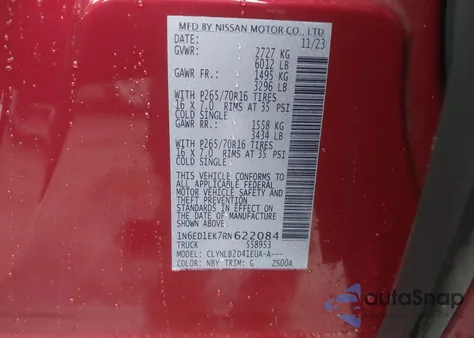 MFD BY NISSAN MOTOR CO., LTD
DATE: 11/23
GVWR: 2727 KG
6012 LB
GAWR FR.: 1495 KG
3296 LB
WITH P265/70R16 TIRES
16 X 7.0 RIMS AT 35 PSI
COLD SINGLE
GAWR RR.: 1558 KG
3434 LB
WITH P265/70R16 TIRES
16 X 7.0 RIMS AT 35 PSI
COLD SINGLE
THIS VEHICLE CONFORMS TO
ALL APPLICABLE FEDERAL
MOTOR VEHICLE SAFETY AND
THEFT PREVENTION
STANDARDS IN EFFECT ON
THE DATE OF MANUFACTURE
SHOWN ABOVE.
1N6ED1EK7RN622084
TRUCK 558953
MODEL: CLYNLB2D41EUA-A---
COLOR: NBY TRIM: G ZS00A
autoSnap